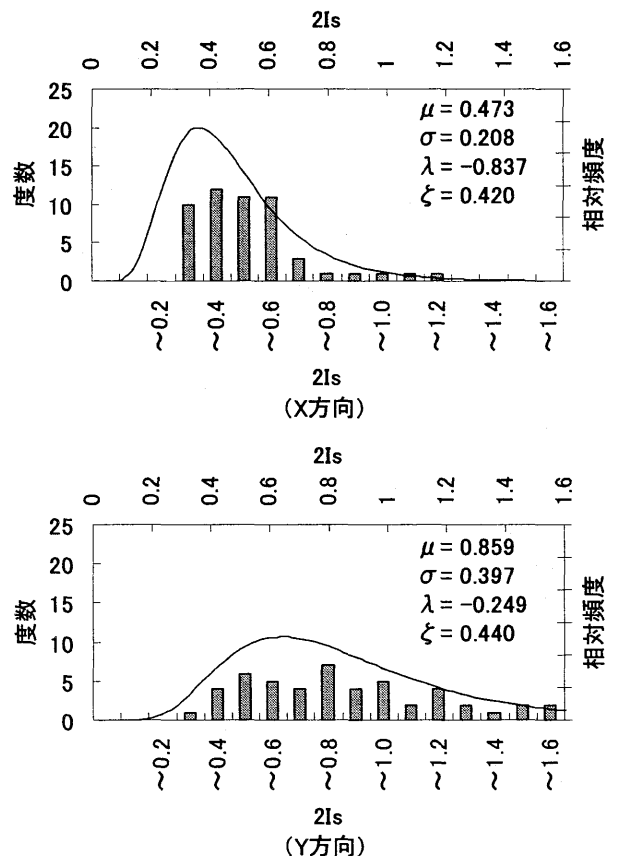 2Is
0 0.2 0.4 0.6 0.8 1 1.2 1.4 1.6
25
20
15
10
5
0
度数
相対頻度
μ = 0.473
σ = 0.208
λ = −0.837
ζ = 0.420
～0.2 ～0.4 ～0.6 ～0.8 ～1.0 ～1.2 ～1.4 ～1.6
2Is
(X方向)
2Is
0 0.2 0.4 0.6 0.8 1 1.2 1.4 1.6
25
20
15
10
5
0
度数
相対頻度
μ = 0.859
σ = 0.397
λ = −0.249
ζ = 0.440
～0.2 ～0.4 ～0.6 ～0.8 ～1.0 ～1.2 ～1.4 ～1.6
2Is
(Y方向)